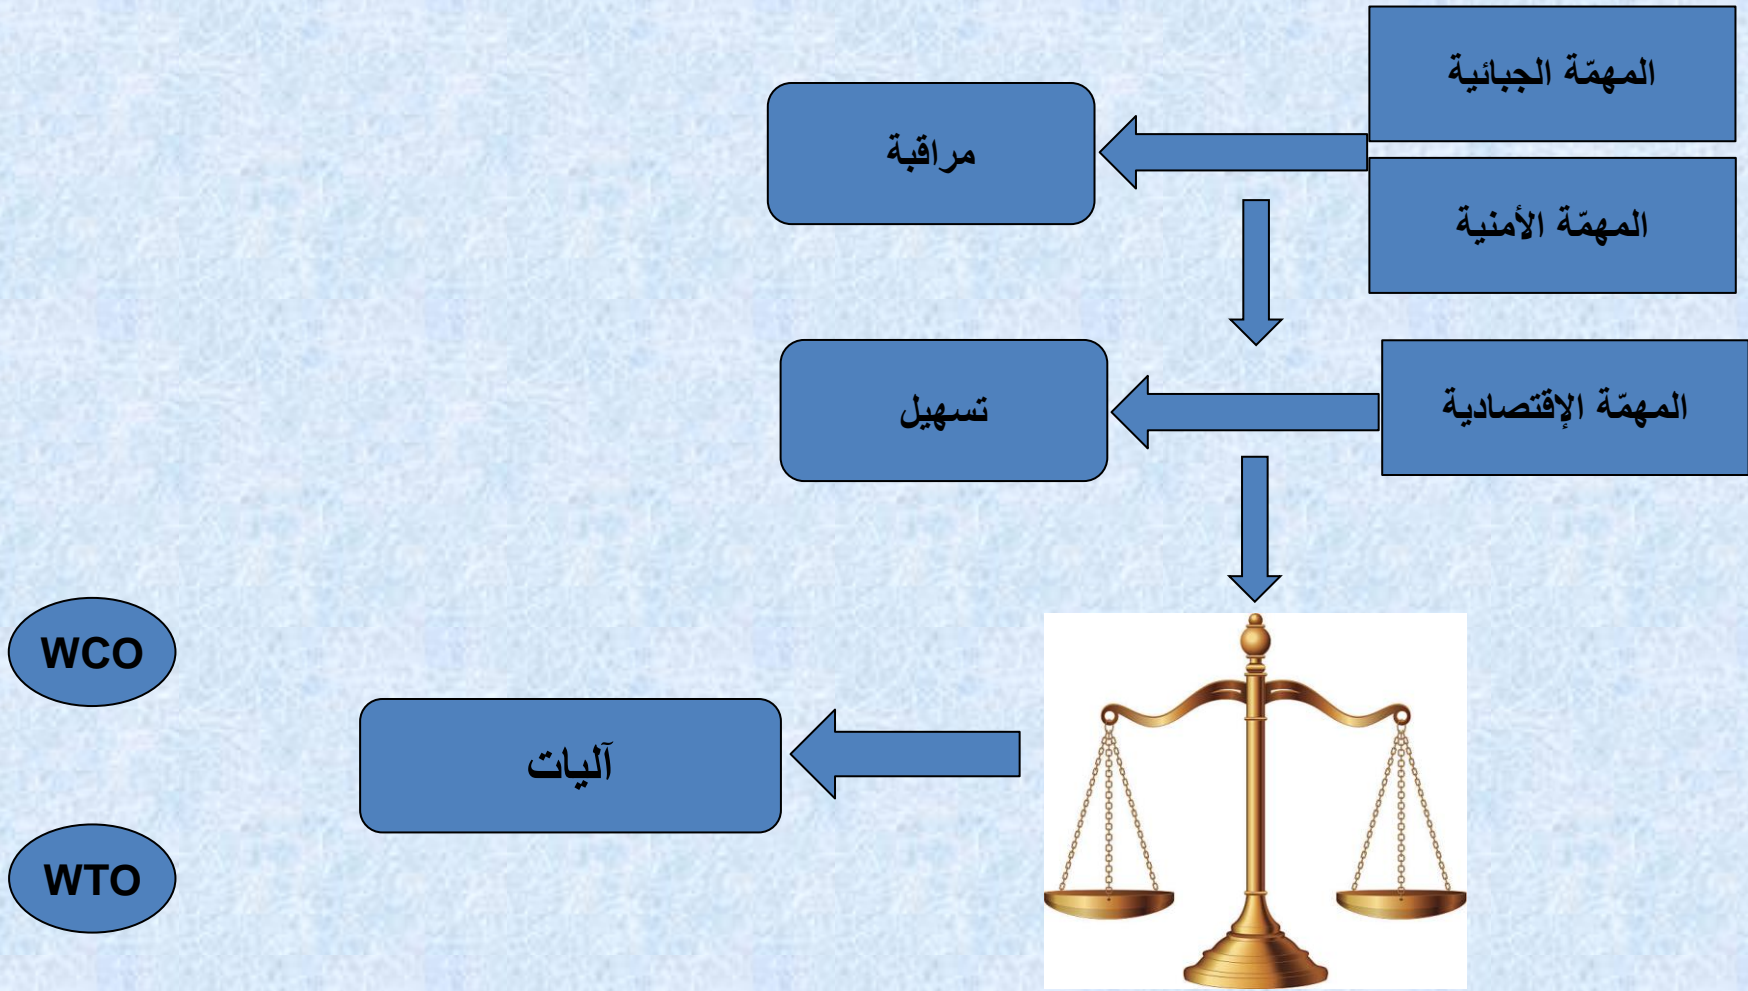 المهمّة الجبائية
مراقبة
المهمّة الأمنية
المهمّة الإقتصادية
تسهيل
آليات
WCO
WTO